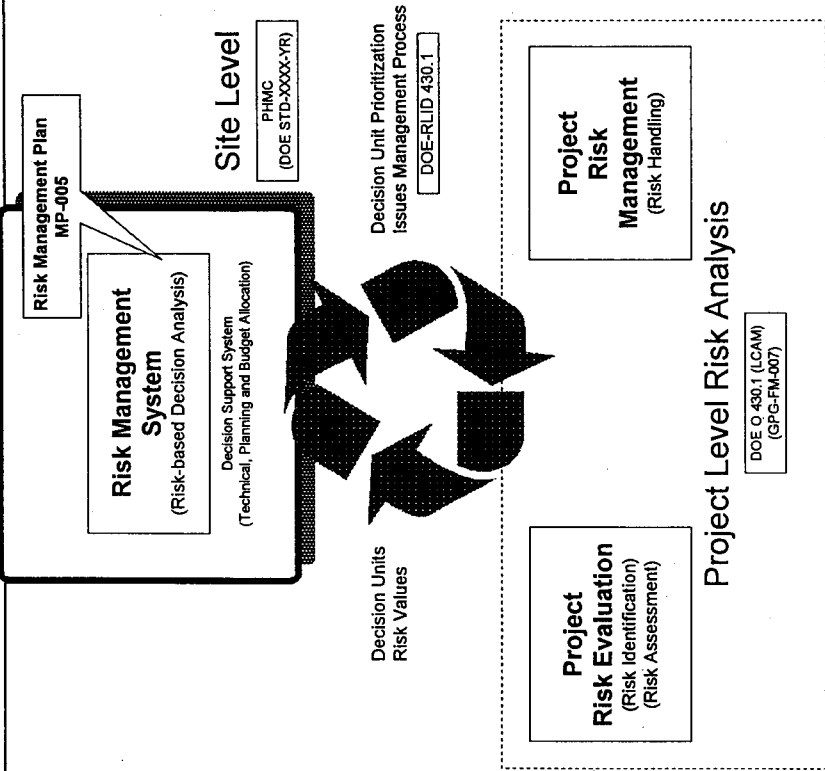 Risk Management Plan
MP-005
Risk Management
System
(Risk-based Decision Analysis)
Decision Support System
(Technical, Planning and Budget Allocation)
Site Level
PHMC
(DOE STD-XXXX-YR)
Decision Unit Prioritization
Issues Management Process
DOE-RLID 430.1
Decision Units
Risk Values
Project
Risk Evaluation
(Risk Identification)
(Risk Assessment)
Project
Risk
Management
(Risk Handling)
Project Level Risk Analysis
DOE O 430.1 (LCAM)
(GPG-FM-007)